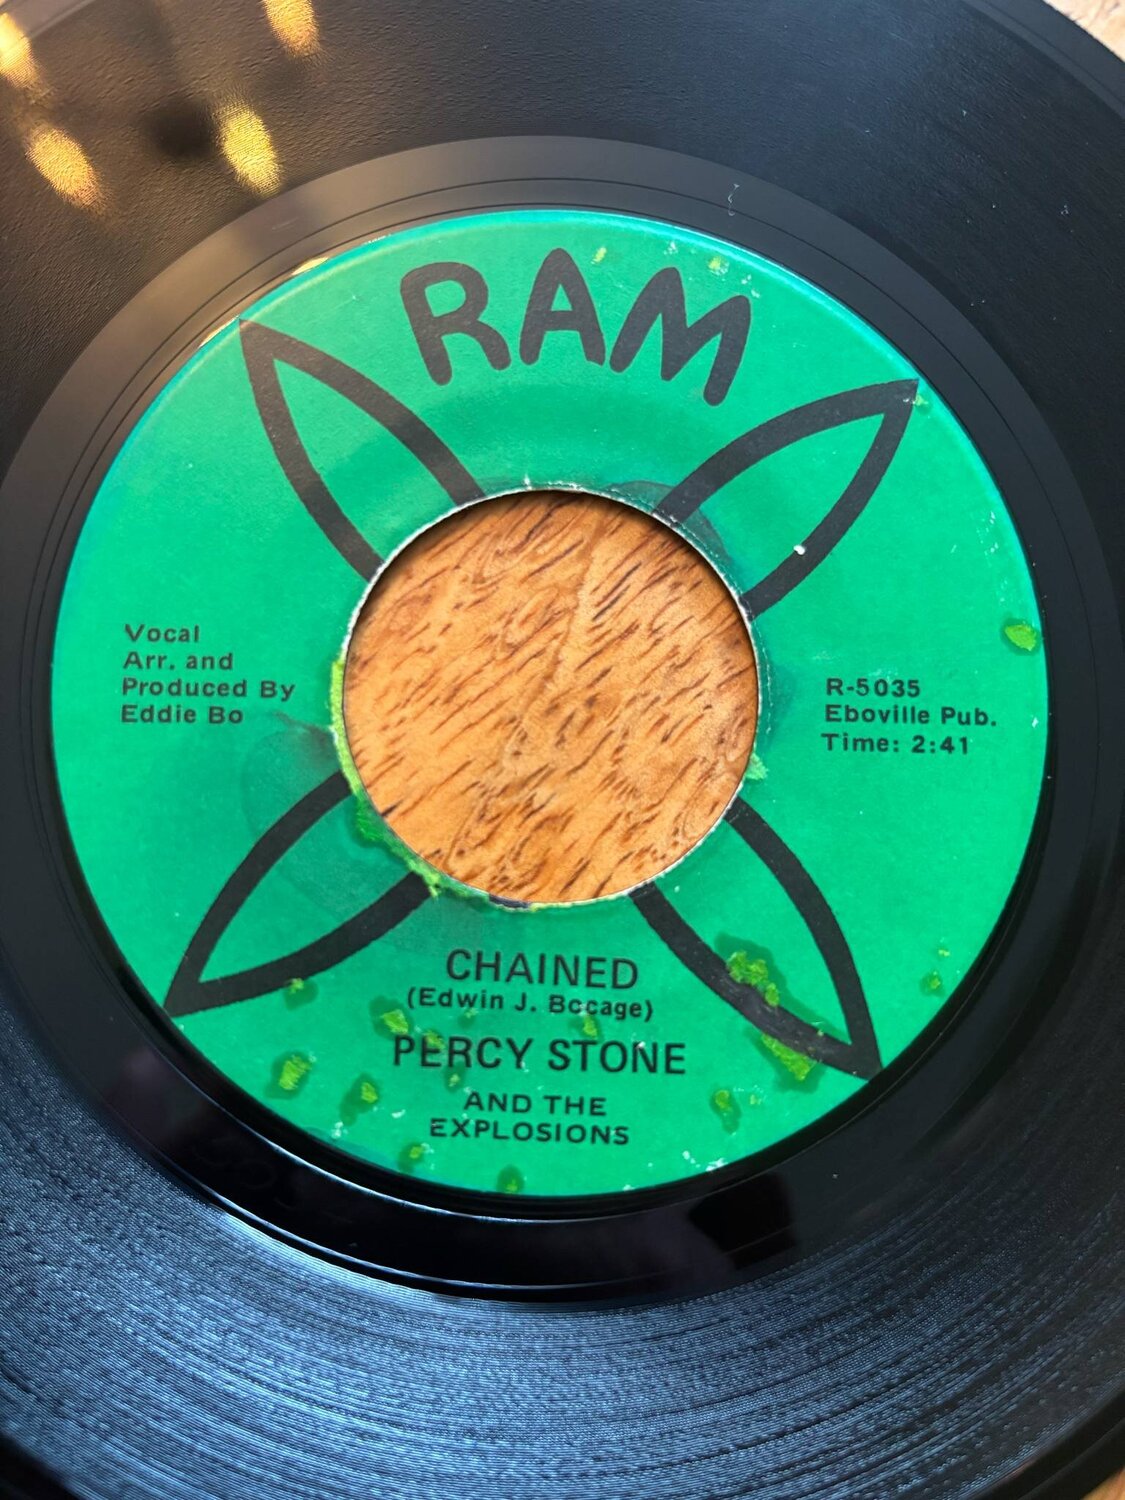 RAM
Vocal
Arr. and
Produced By
Eddie Bo
R-5035
Eboville Pub.
Time: 2:41
CHAINED
(Edwin J. Bocage)
PERCY STONE
AND THE
EXPLOSIONS